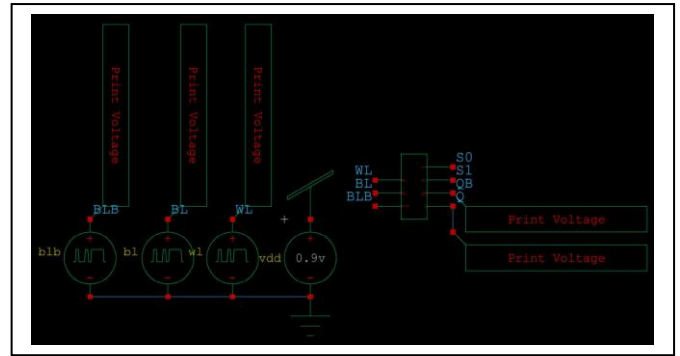 Print Voltage
Print Voltage
Print Voltage
BLB
BL
WL
blb
bl
wl
vdd
0.9v
WL
BL
BLB
S0
S1
QB
Q
Print Voltage
Print Voltage